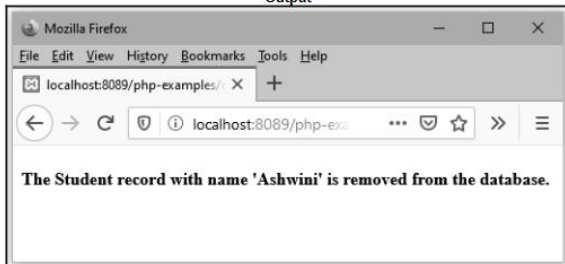 Output
Mozilla Firefox
File Edit View History Bookmarks Tools Help
localhost:8089/php-examples/
localhost:8089/php-exa
The Student record with name 'Ashwini' is removed from the database.